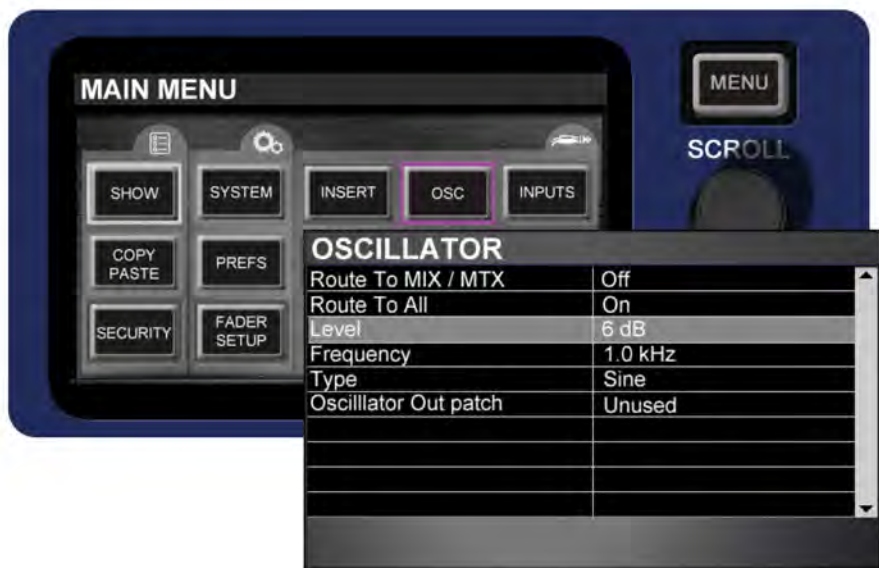 MAIN MENU
MENU
SCROLL
SHOW
SYSTEM
INSERT
OSC
INPUTS
COPY
PASTE
PREFS
SECURITY
FADER
SETUP
OSCILLATOR
Route To MIX / MTX Off
Route To All On
Level 6 dB
Frequency 1.0 kHz
Type Sine
Oscilllator Out patch Unused